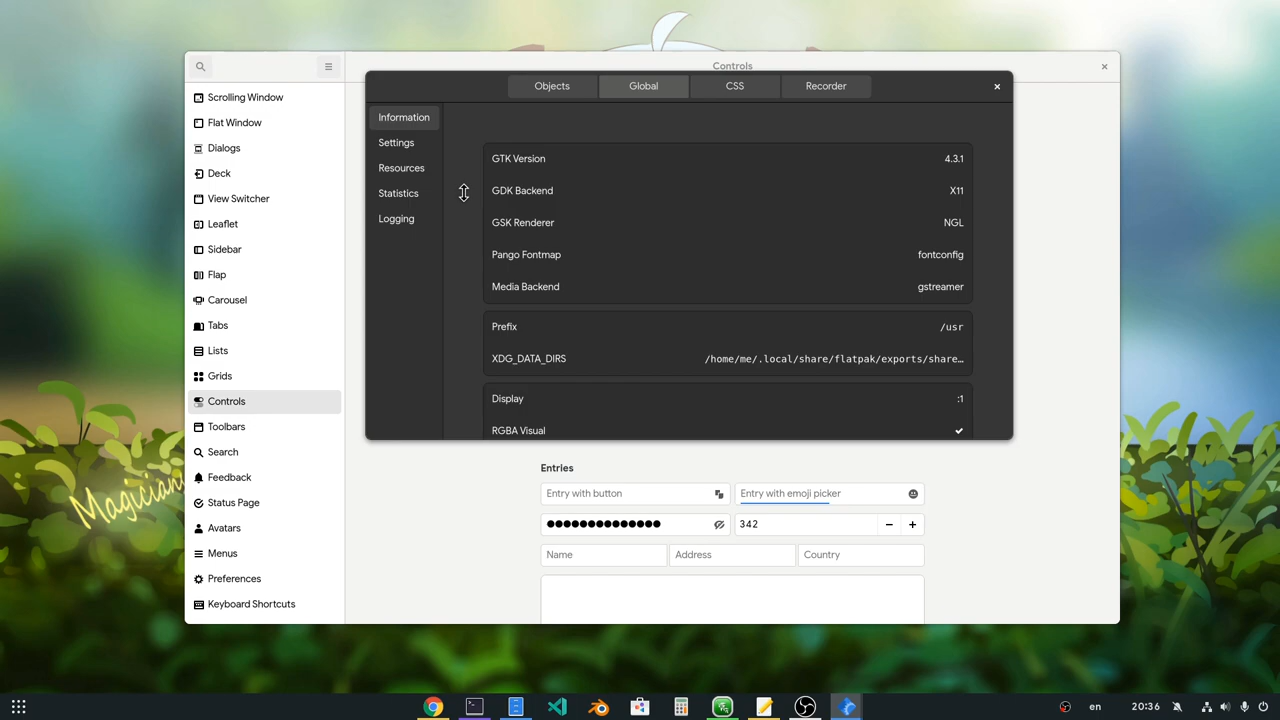 Controls
Scrolling Window
Flat Window
Dialogs
Deck
View Switcher
Leaflet
Sidebar
Flap
Carousel
Tabs
Lists
Grids
Controls
Toolbars
Search
Feedback
Status Page
Avatars
Menus
Preferences
Keyboard Shortcuts
Objects Global CSS Recorder
Information
Settings
Resources
Statistics
Logging
GTK Version 4.3.1
GDK Backend X11
GSK Renderer NGL
Pango Fontmap fontconfig
Media Backend gstreamer
Prefix /usr
XDG_DATA_DIRS /home/me/.local/share/flatpak/exports/share…
Display :1
RGBA Visual
Entries
Entry with button Entry with emoji picker
342
Name Address Country
Magician
en 20:36